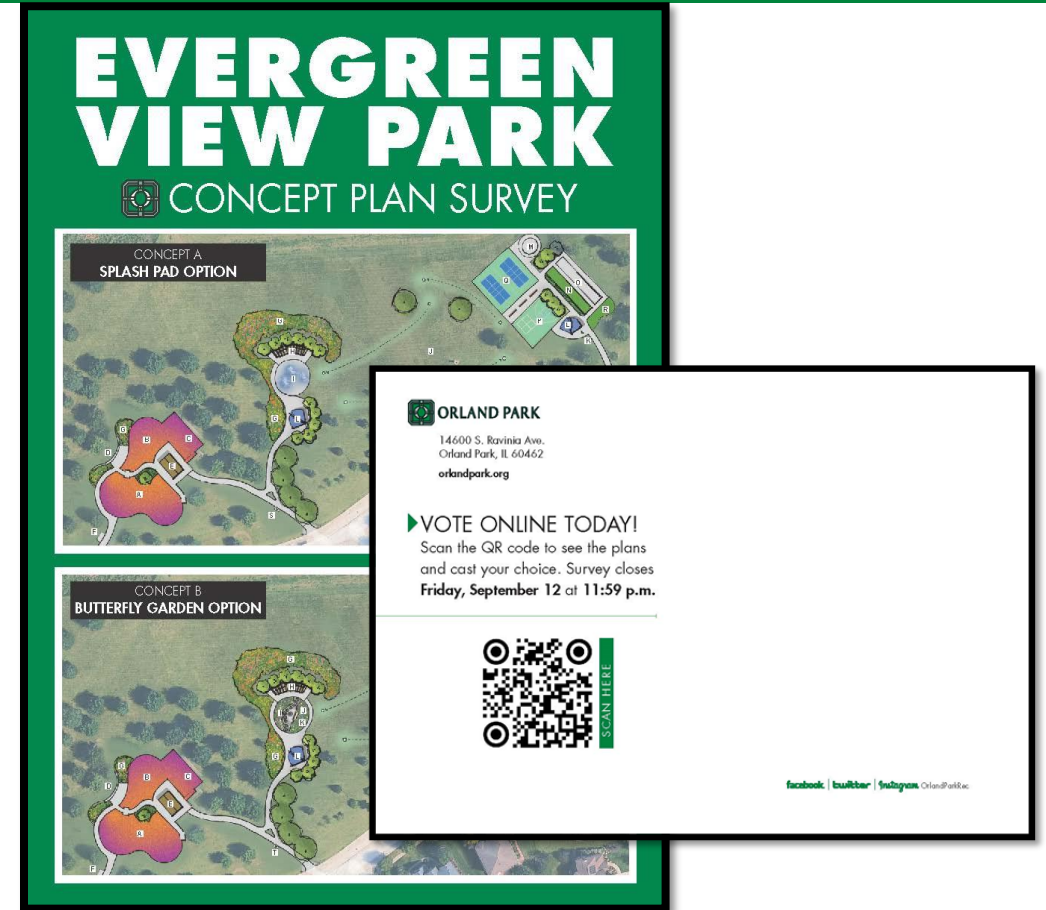 EVERGREEN
VIEW PARK
CONCEPT PLAN SURVEY
CONCEPT A
SPLASH PAD OPTION
CONCEPT B
BUTTERFLY GARDEN OPTION
ORLAND PARK
14600 S. Ravinia Ave.
Orland Park, IL 60462
orlandpark.org
VOTE ONLINE TODAY!
Scan the QR code to see the plans
and cast your choice. Survey closes
Friday, September 12 at 11:59 p.m.
SCAN HERE
facebook | twitter | Instagram OrlandParkRec